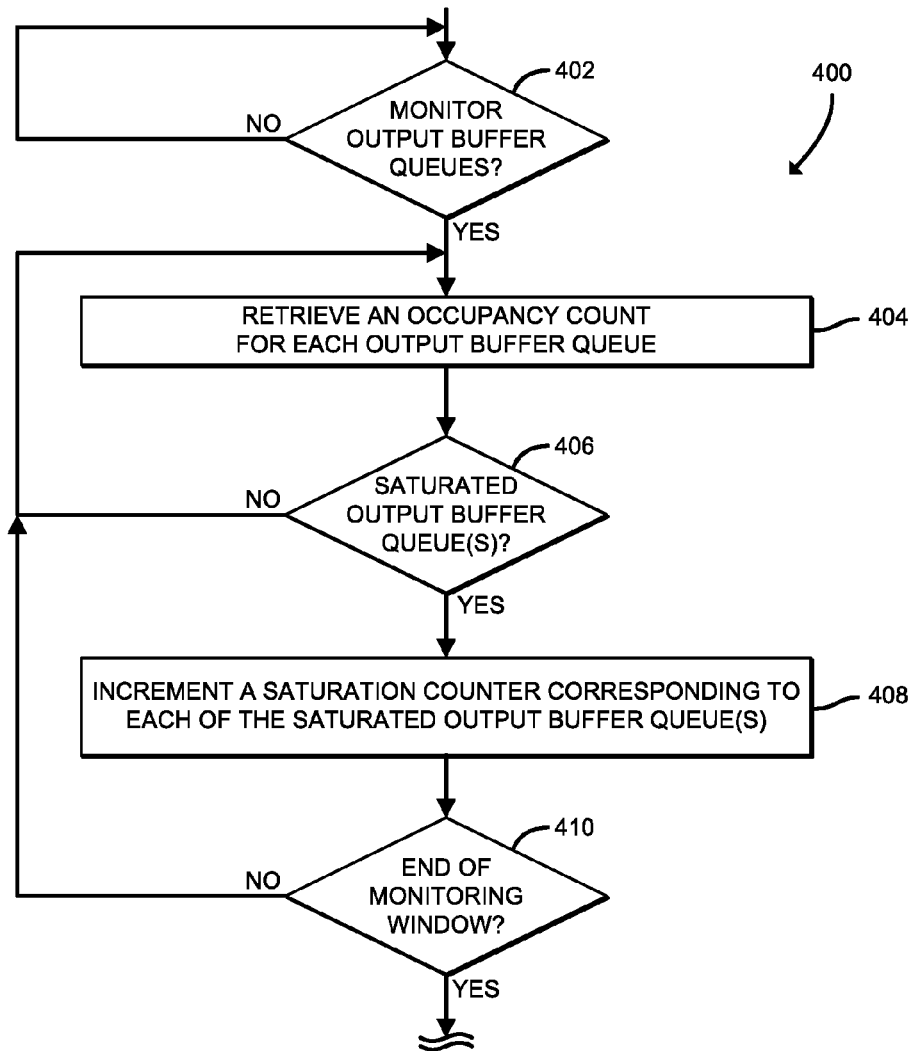 402
400
MONITOR
OUTPUT BUFFER
QUEUES?
NO
YES
RETRIEVE AN OCCUPANCY COUNT
FOR EACH OUTPUT BUFFER QUEUE
404
406
SATURATED
OUTPUT BUFFER
QUEUE(S)?
NO
YES
INCREMENT A SATURATION COUNTER CORRESPONDING TO
EACH OF THE SATURATED OUTPUT BUFFER QUEUE(S)
408
410
END OF
MONITORING
WINDOW?
NO
YES